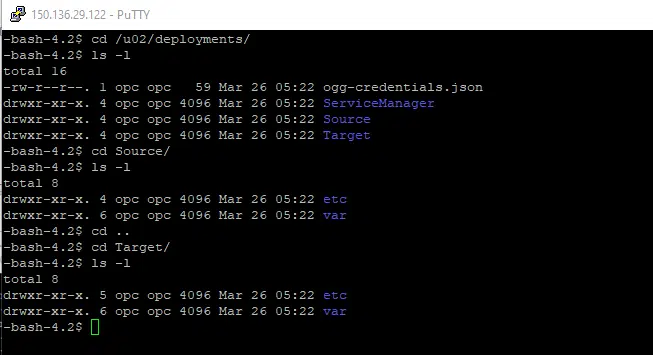 150.136.29.122 - PuTTY
-bash-4.2$ cd /u02/deployments/
-bash-4.2$ ls -l
total 16
-rw-r--r--. 1 opc opc   59 Mar 26 05:22 ogg-credentials.json
drwxr-xr-x. 4 opc opc 4096 Mar 26 05:22 ServiceManager
drwxr-xr-x. 4 opc opc 4096 Mar 26 05:22 Source
drwxr-xr-x. 4 opc opc 4096 Mar 26 05:22 Target
-bash-4.2$ cd Source/
-bash-4.2$ ls -l
total 8
drwxr-xr-x. 4 opc opc 4096 Mar 26 05:22 etc
drwxr-xr-x. 6 opc opc 4096 Mar 26 05:22 var
-bash-4.2$ cd ..
-bash-4.2$ cd Target/
-bash-4.2$ ls -l
total 8
drwxr-xr-x. 5 opc opc 4096 Mar 26 05:22 etc
drwxr-xr-x. 6 opc opc 4096 Mar 26 05:22 var
-bash-4.2$